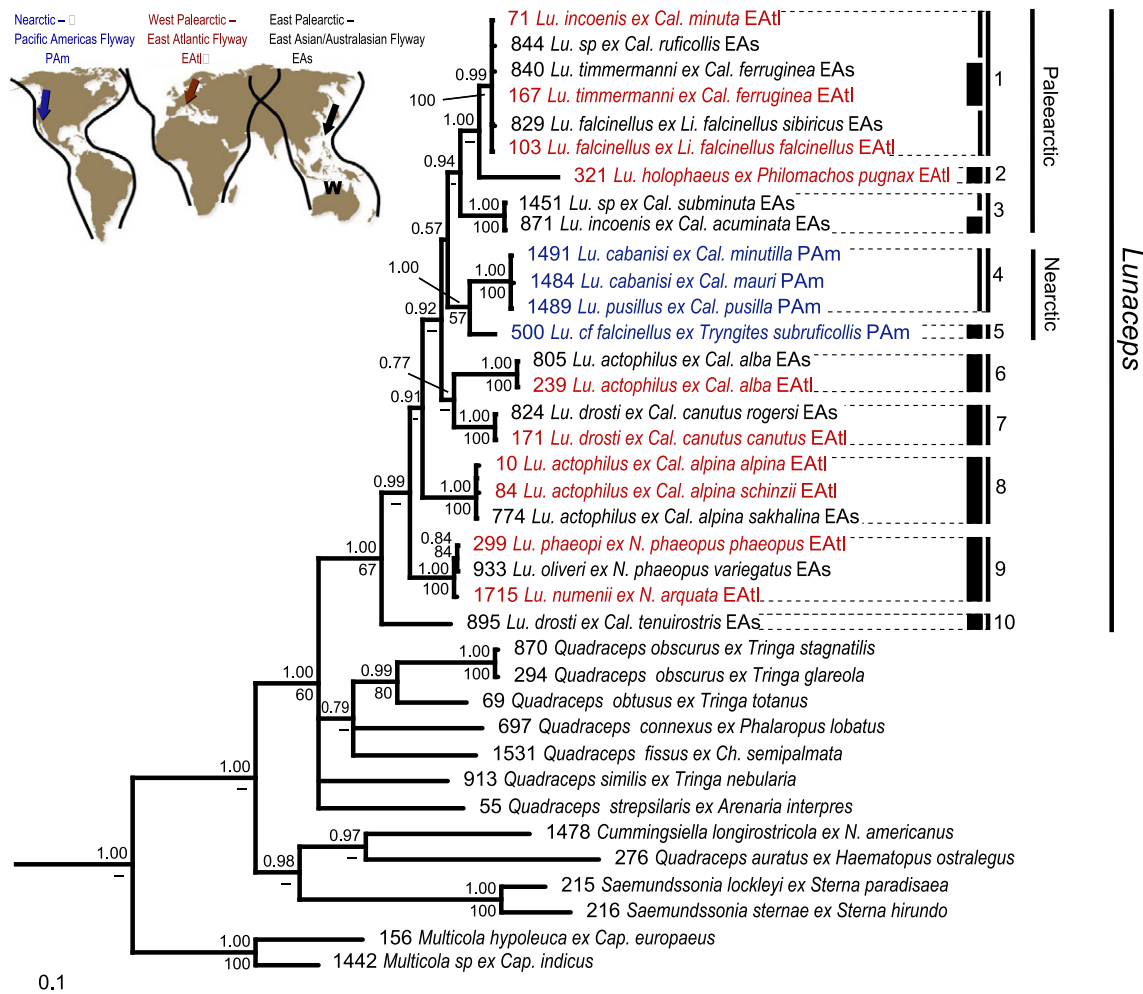 Nearctic –
Pacific Americas Flyway
PAm
West Palearctic –
East Atlantic Flyway
EAtl
East Palearctic –
East Asian/Australasian Flyway
EAs
W
71 Lu. incoenis ex Cal. minuta EAtl
844 Lu. sp ex Cal. ruficollis EAs
840 Lu. timmermanni ex Cal. ferruginea EAs
167 Lu. timmermanni ex Cal. ferruginea EAtl
829 Lu. falcinellus ex Li. falcinellus sibiricus EAs
103 Lu. falcinellus ex Li. falcinellus falcinellus EAtl
321 Lu. holophaeus ex Philomachos pugnax EAtl
1451 Lu. sp ex Cal. subminuta EAs
871 Lu. incoenis ex Cal. acuminata EAs
1491 Lu. cabanisi ex Cal. minutilla PAm
1484 Lu. cabanisi ex Cal. mauri PAm
1489 Lu. pusillus ex Cal. pusilla PAm
500 Lu. cf falcinellus ex Tryngites subruficollis PAm
805 Lu. actophilus ex Cal. alba EAs
239 Lu. actophilus ex Cal. alba EAtl
824 Lu. drosti ex Cal. canutus rogersi EAs
171 Lu. drosti ex Cal. canutus canutus EAtl
10 Lu. actophilus ex Cal. alpina alpina EAtl
84 Lu. actophilus ex Cal. alpina schinzii EAtl
774 Lu. actophilus ex Cal. alpina sakhalina EAs
299 Lu. phaeopi ex N. phaeopus phaeopus EAtl
933 Lu. oliveri ex N. phaeopus variegatus EAs
1715 Lu. numenii ex N. arquata EAtl
895 Lu. drosti ex Cal. tenuirostris EAs
870 Quadraceps obscurus ex Tringa stagnatilis
294 Quadraceps obscurus ex Tringa glareola
69 Quadraceps obtusus ex Tringa totanus
697 Quadraceps connexus ex Phalaropus lobatus
1531 Quadraceps fissus ex Ch. semipalmata
913 Quadraceps similis ex Tringa nebularia
55 Quadraceps strepsilaris ex Arenaria interpres
1478 Cummingsiella longirostricola ex N. americanus
276 Quadraceps auratus ex Haematopus ostralegus
215 Saemundssonia lockleyi ex Sterna paradisaea
216 Saemundssonia sternae ex Sterna hirundo
156 Multicola hypoleuca ex Cap. europaeus
1442 Multicola sp ex Cap. indicus
1
2
3
4
5
6
7
8
9
10
Palearctic
Nearctic
Lunaceps
0.99
100
1.00
–
0.94
–
1.00
100
0.57
1.00
57
1.00
100
0.92
–
0.77
–
1.00
100
1.00
100
0.91
-
1.00
100
0.99
–
0.84
84
1.00
100
1.00
67
1.00
60
1.00
100
0.99
80
0.79
–
1.00
–
0.97
–
0.98
–
1.00
100
1.00
–
1.00
100
0.1